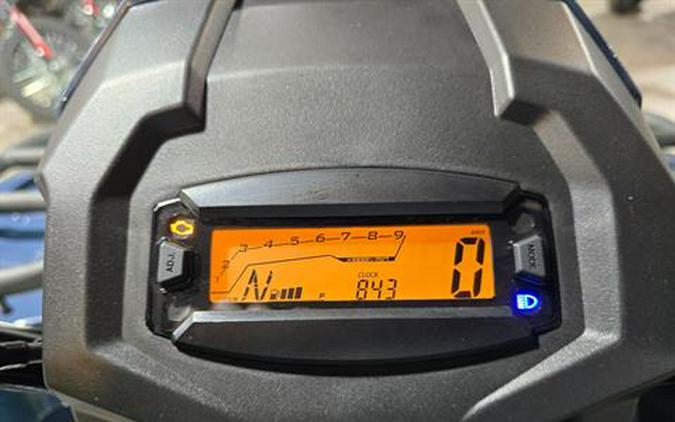 1 2 3 4 5 6 7 8 9
ADJ.
N
F
CLOCK
843
0
MODE